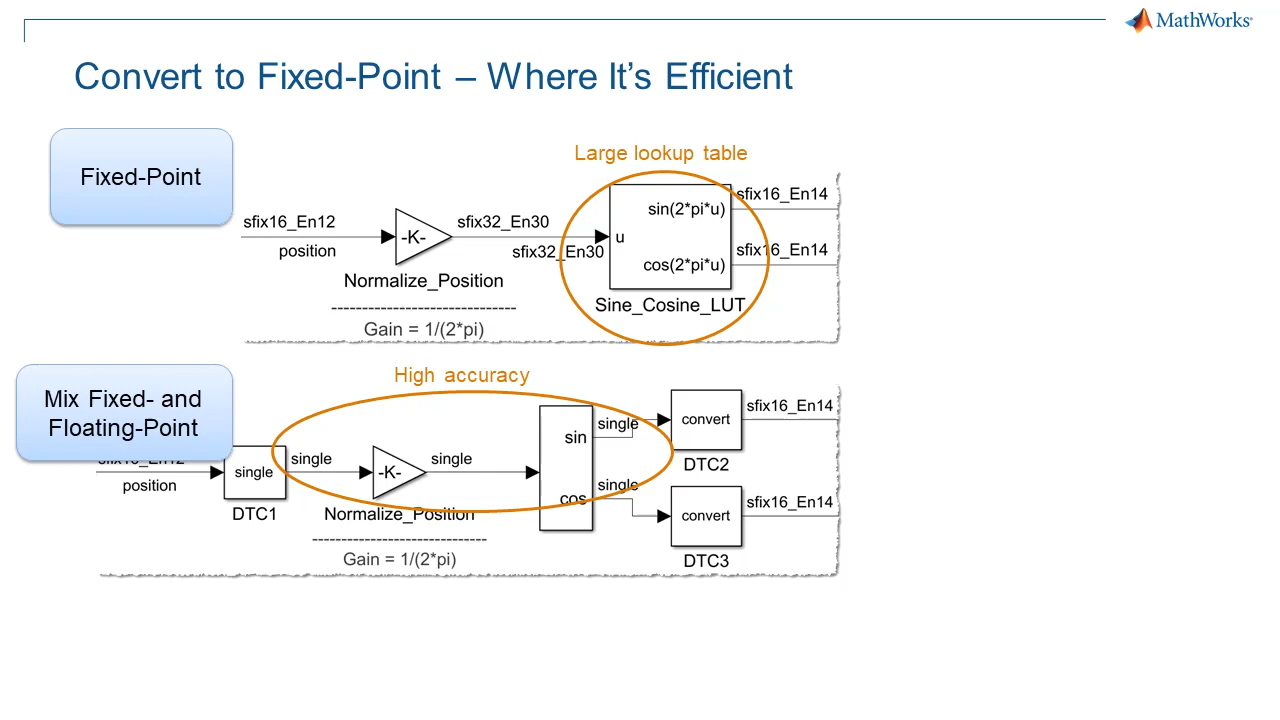 MathWorks
Convert to Fixed-Point – Where It's Efficient
Fixed-Point
Large lookup table
sfix16_En12
position
-K-
Normalize_Position
-------------------------------
Gain = 1/(2*pi)
sfix32_En30
sfix32_En30
u
sin(2*pi*u)
cos(2*pi*u)
Sine_Cosine_LUT
sfix16_En14
sfix16_En14
Mix Fixed- and
Floating-Point
High accuracy
sfix16_En12
position
single
DTC1
single
-K-
Normalize_Position
-----------------------------
Gain = 1/(2*pi)
single
sin
cos
single
single
convert
DTC2
sfix16_En14
convert
DTC3
sfix16_En14